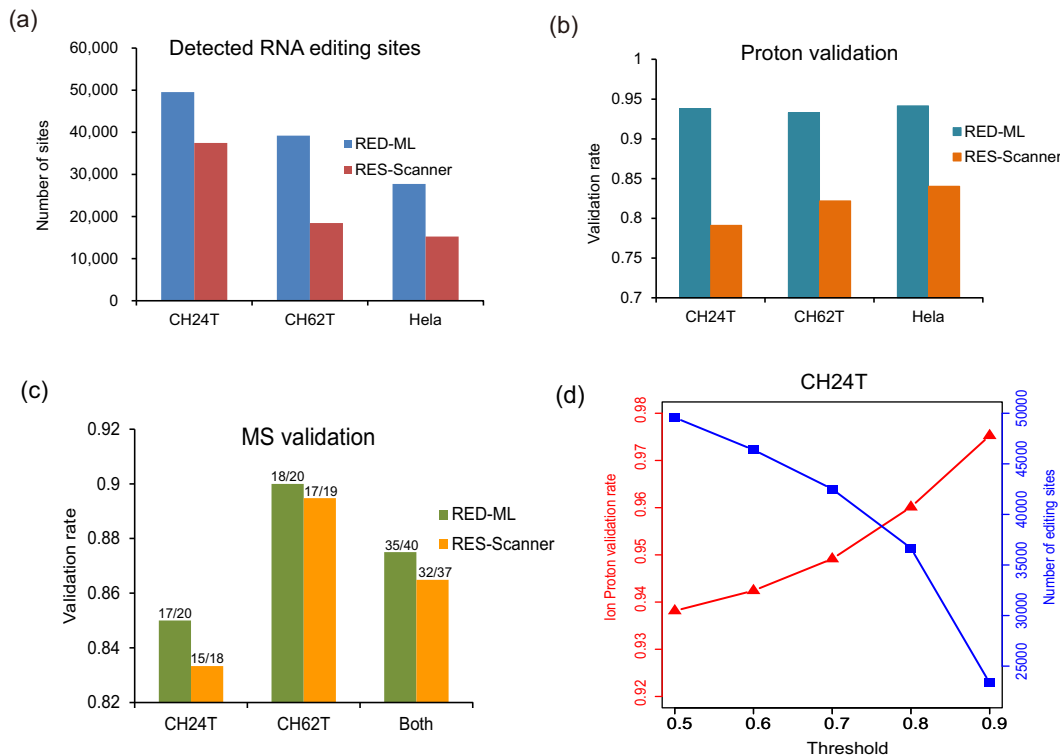 (a)
Detected RNA editing sites
60,000
50,000
40,000
30,000
20,000
10,000
0
Number of sites
RED-ML
RES-Scanner
CH24T CH62T Hela
(b)
Proton validation
1
0.95
0.9
0.85
0.8
0.75
0.7
Validation rate
RED-ML
RES-Scanner
CH24T CH62T Hela
(c)
MS validation
0.92
0.9
0.88
0.86
0.84
0.82
Validation rate
17/20
15/18
18/20
17/19
35/40
32/37
RED-ML
RES-Scanner
CH24T CH62T Both
(d)
CH24T
0.98
0.97
0.96
0.95
0.94
0.93
0.92
Ion Proton validation rate
50000
45000
40000
35000
30000
25000
Number of editing sites
0.5 0.6 0.7 0.8 0.9
Threshold